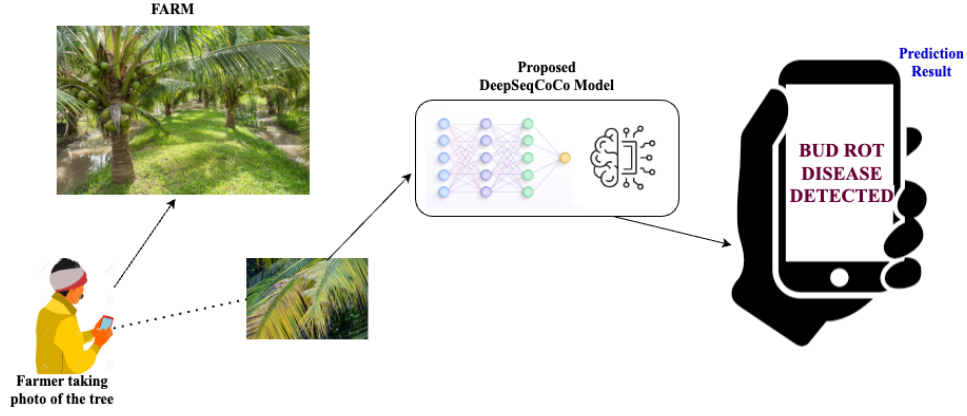 FARM
Proposed
DeepSeqCoCo Model
Prediction
Result
BUD ROT
DISEASE
DETECTED
Farmer taking
photo of the tree